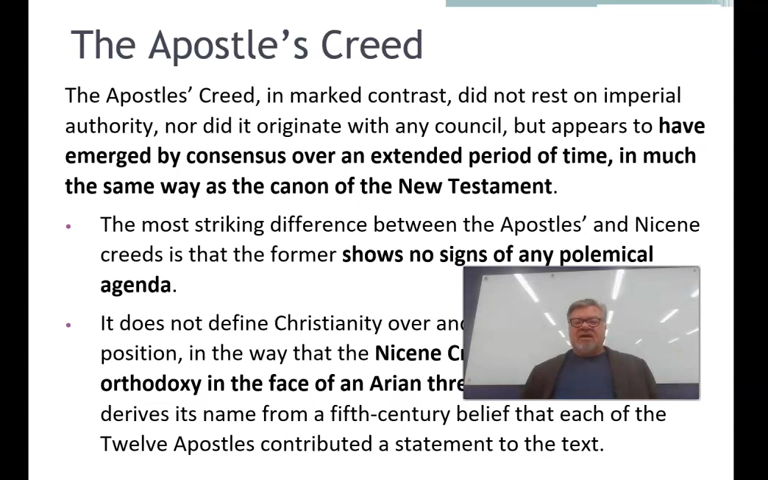 The Apostle's Creed
The Apostles' Creed, in marked contrast, did not rest on imperial
authority, nor did it originate with any council, but appears to have
emerged by consensus over an extended period of time, in much
the same way as the canon of the New Testament.
• The most striking difference between the Apostles' and Nicene
creeds is that the former shows no signs of any polemical
agenda.
• It does not define Christianity over
position, in the way that the Nicene
orthodoxy in the face of an Arian
derives its name from a fifth-century belief that each of the
Twelve Apostles contributed a statement to the text.